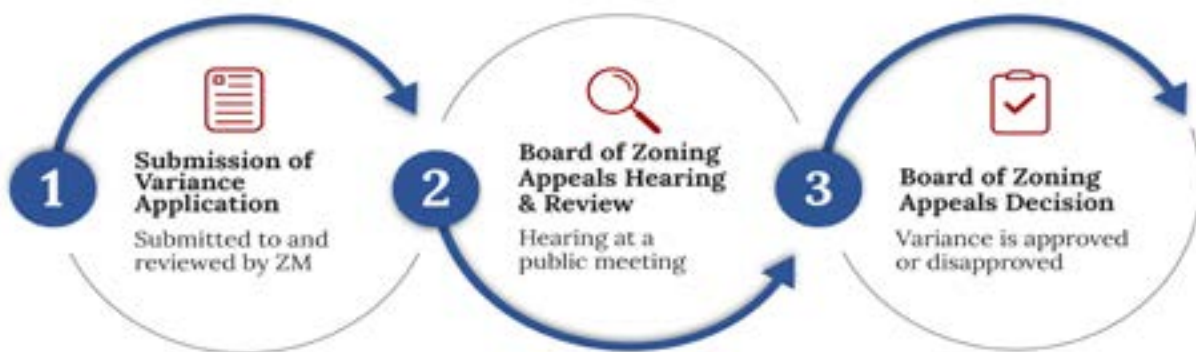 1
Submission of
Variance
Application
Submitted to and
reviewed by ZM
2
Board of Zoning
Appeals Hearing
& Review
Hearing at a
public meeting
3
Board of Zoning
Appeals Decision
Variance is approved
or disapproved